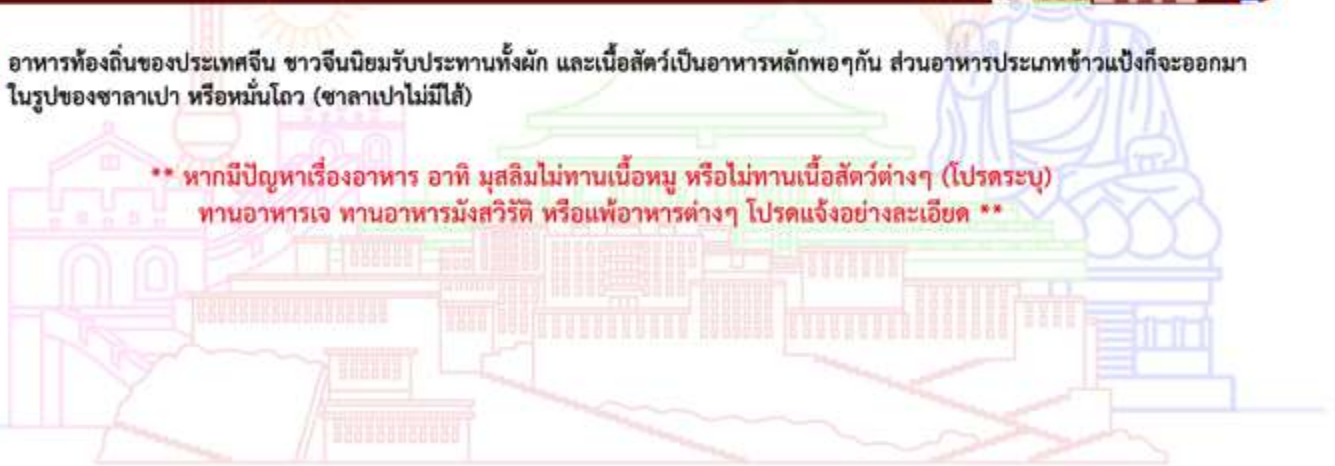 อาหารท้องถิ่นของประเทศจีน ชาวจีนนิยมรับประทานทั้งผัก และเนื้อสัตว์เป็นอาหารหลักพอๆกัน ส่วนอาหารประเภทข้าวแป้งก็จะออกมา
ในรูปของซาลาเปา หรือหมั่นโถว (ซาลาเปาไม่มีไส้)
** หากมีปัญหาเรื่องอาหาร อาทิ มุสลิมไม่ทานเนื้อหมู หรือไม่ทานเนื้อสัตว์ต่างๆ (โปรดระบุ)
ทานอาหารเจ ทานอาหารมังสวิรัติ หรือแพ้อาหารต่างๆ โปรดแจ้งอย่างละเอียด **